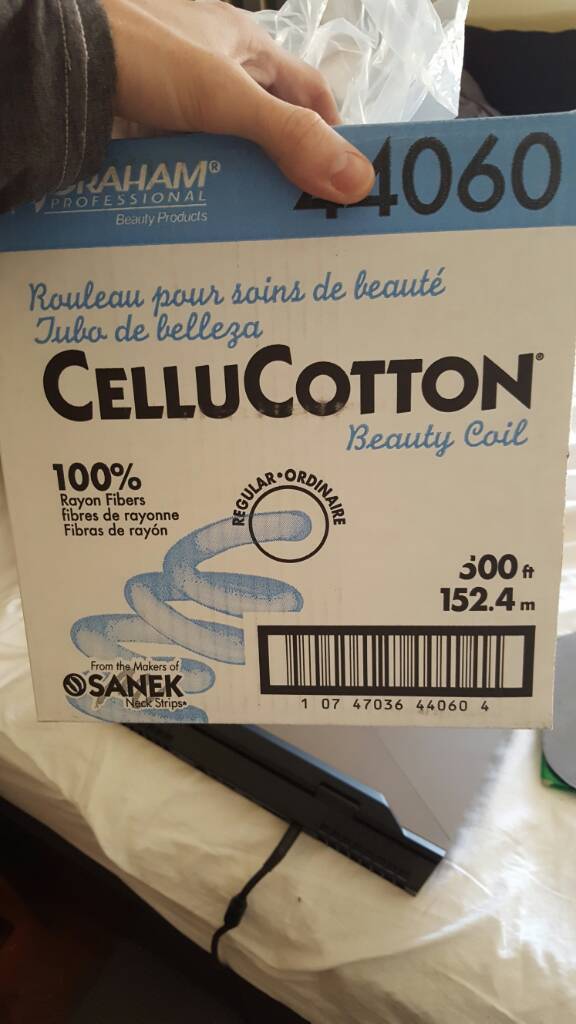 GRAHAM®
PROFESSIONAL
Beauty Products
44060
Rouleau pour soins de beauté
Tubo de belleza
CELLUCOTTON®
Beauty Coil
100%
Rayon Fibers
fibres de rayonne
Fibras de rayón
REGULAR • ORDINAIRE
500 ft
152.4 m
From the Makers of
SANEK
Neck Strips®
1 07 47036 44060 4